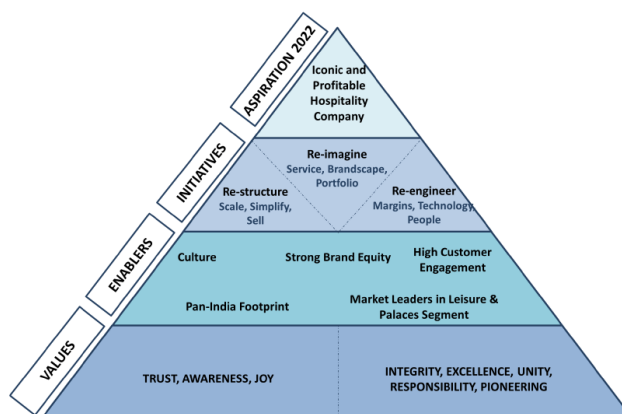 ASPIRATION 2022
Iconic and
Profitable
Hospitality
Company
INITIATIVES
Re-imagine
Service, Brandscape,
Portfolio
Re-structure
Scale, Simplify,
Sell
Re-engineer
Margins, Technology,
People
ENABLERS
Culture
Strong Brand Equity
High Customer
Engagement
Pan-India Footprint
Market Leaders in Leisure &
Palaces Segment
VALUES
TRUST, AWARENESS, JOY
INTEGRITY, EXCELLENCE, UNITY,
RESPONSIBILITY, PIONEERING